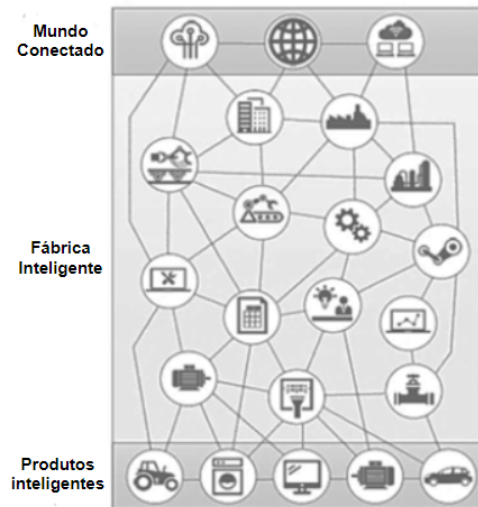 Mundo
Conectado
Fábrica
Inteligente
Produtos
inteligentes